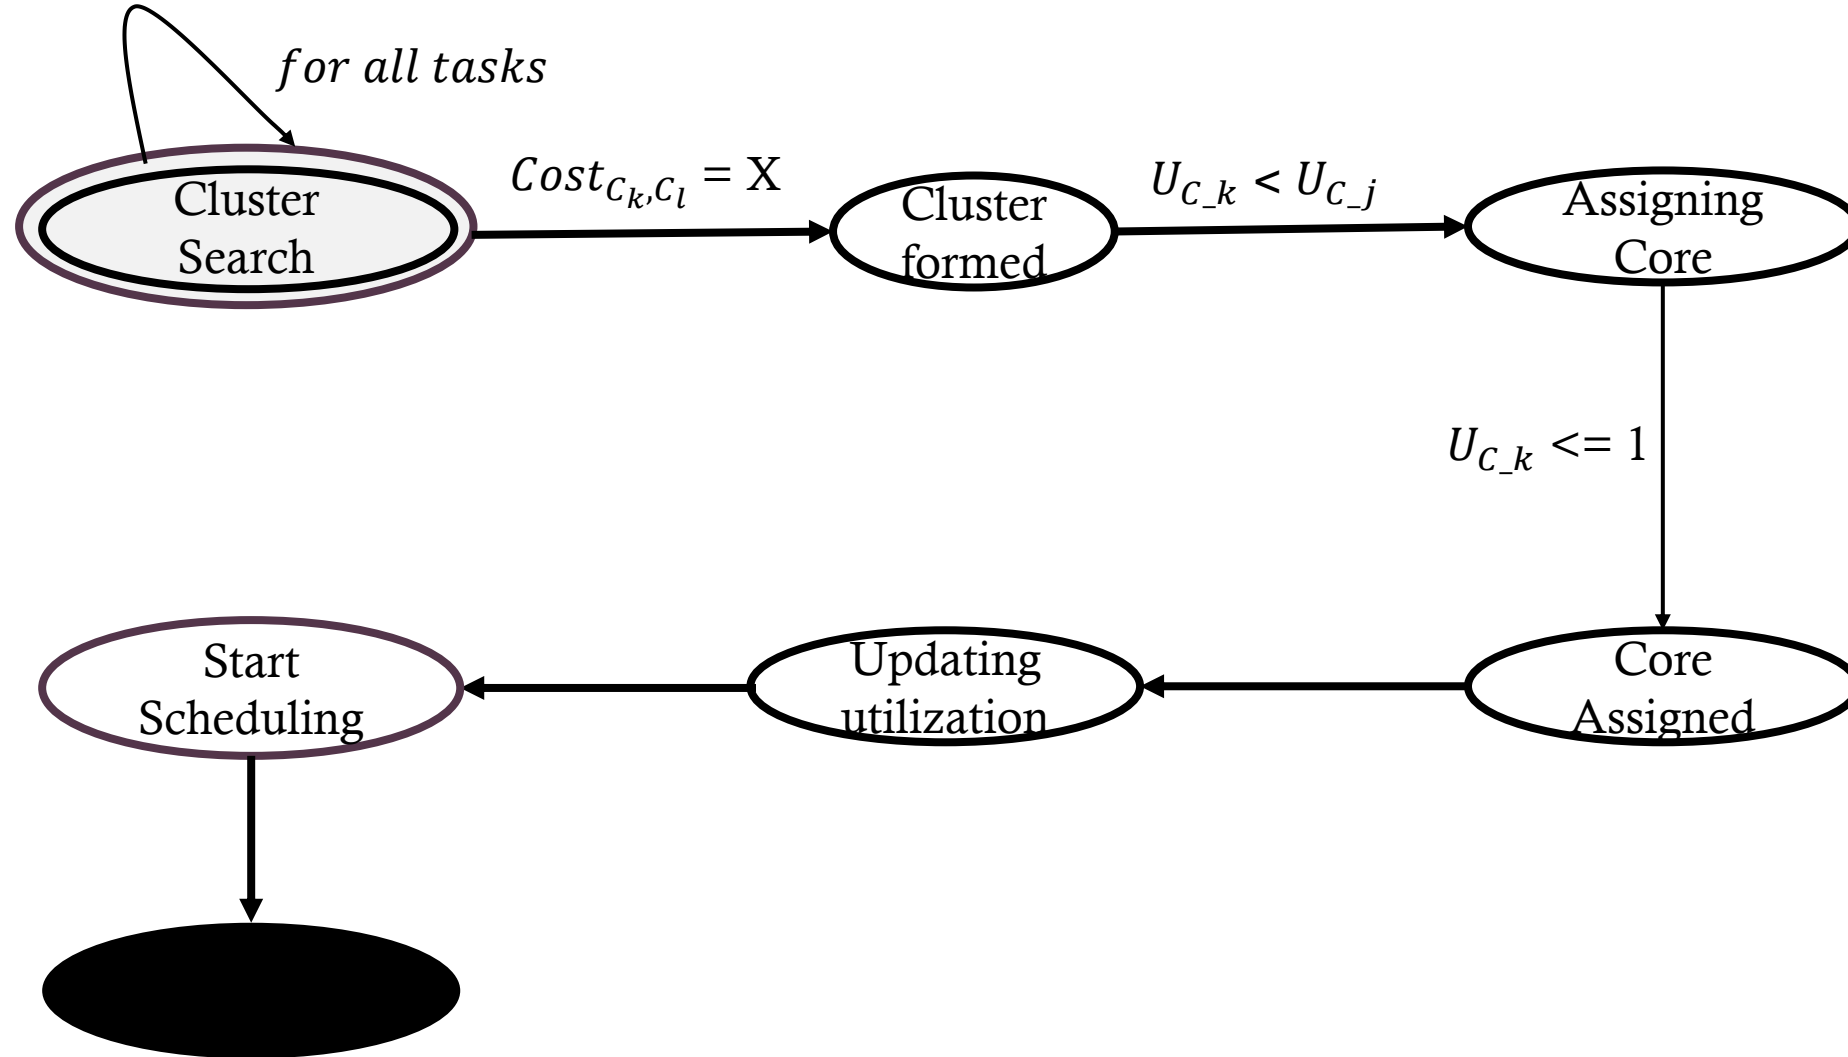 for all tasks
Cost_{C_k,C_l} = X
Cluster
Search
Cluster
formed
U_{C_k} < U_{C_j}
Assigning
Core
U_{C_k} <= 1
Start
Scheduling
Updating
utilization
Core
Assigned